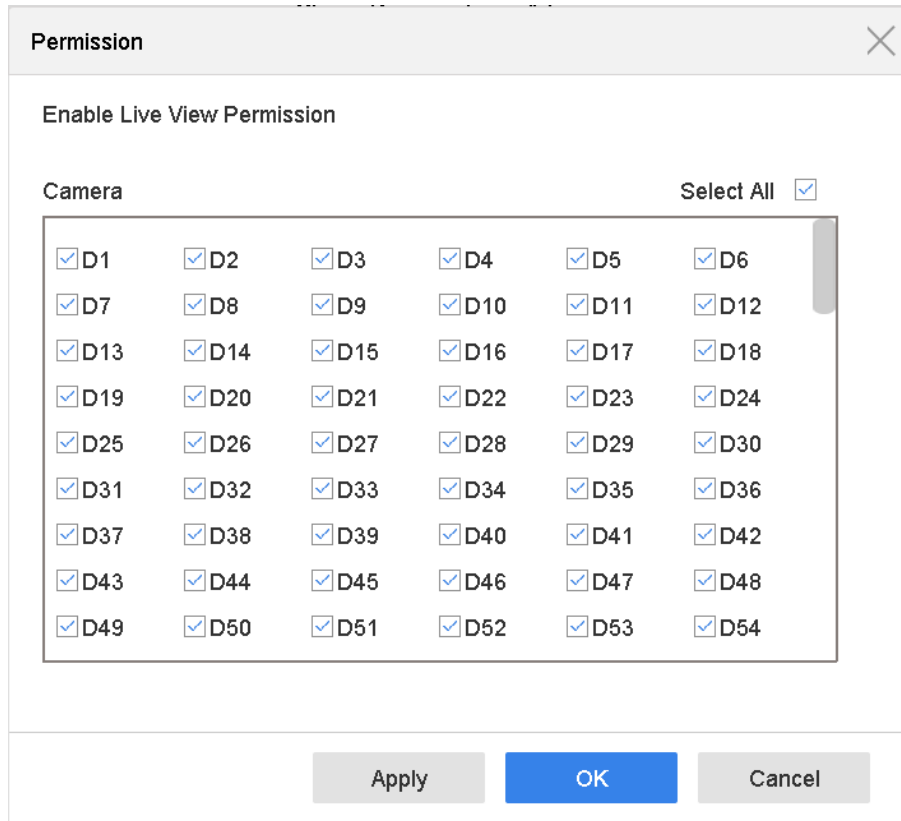 Permission
Enable Live View Permission
Camera Select All
D1 D2 D3 D4 D5 D6
D7 D8 D9 D10 D11 D12
D13 D14 D15 D16 D17 D18
D19 D20 D21 D22 D23 D24
D25 D26 D27 D28 D29 D30
D31 D32 D33 D34 D35 D36
D37 D38 D39 D40 D41 D42
D43 D44 D45 D46 D47 D48
D49 D50 D51 D52 D53 D54
Apply OK Cancel